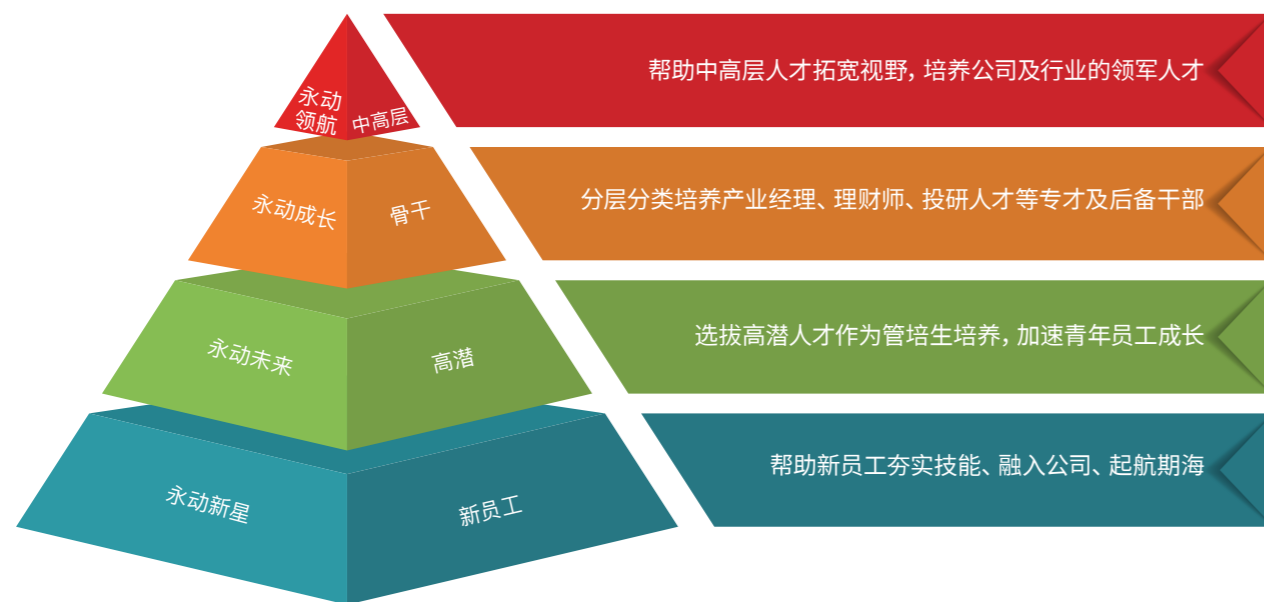 永动
领航
中高层
帮助中高层人才拓宽视野，培养公司及行业的领军人才
永动成长
骨干
分层分类培养产业经理、理财师、投研人才等专才及后备干部
永动未来
高潜
选拔高潜人才作为管培生培养，加速青年员工成长
永动新星
新员工
帮助新员工夯实技能、融入公司、起航期海